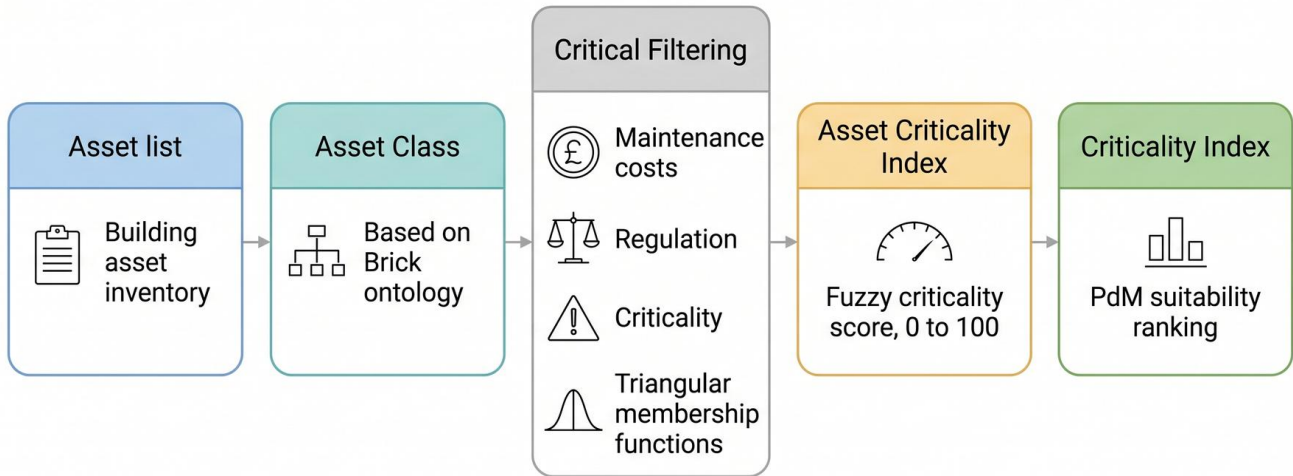 Asset list
Building
asset
inventory
Asset Class
Based on
Brick
ontology
Critical Filtering
£
Maintenance
costs
Regulation
!
Criticality
Triangular
membership
functions
Asset Criticality
Index
Fuzzy criticality
score, 0 to 100
Criticality Index
PdM suitability
ranking